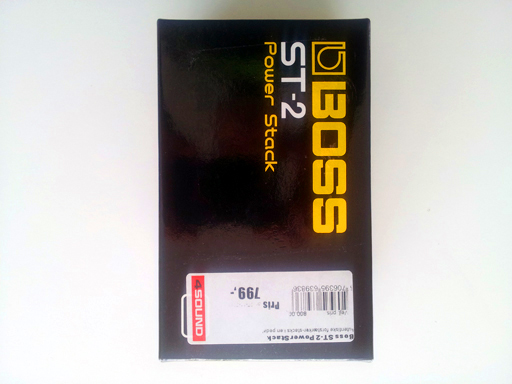 BOSS
ST-2
Power Stack
Boss ST-2 PowerStack
Pris
799,-
4SOUND